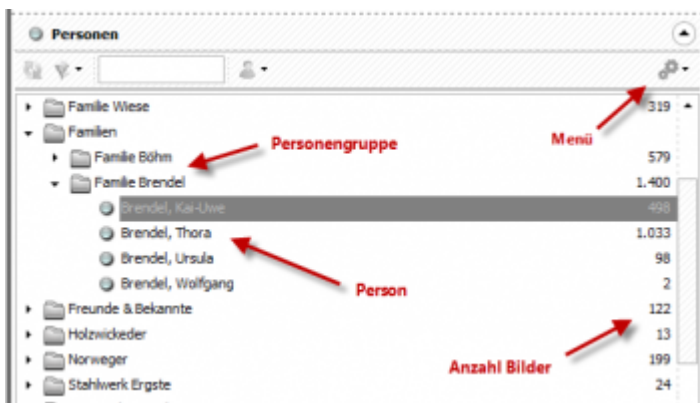 Personen
Familie Wiese 319
Menü
Familien
Personengruppe
Familie Böhm 579
Familie Brendel 1.400
Brendel, Kai-Uwe 498
Brendel, Thora 1.033
Brendel, Ursula 98
Brendel, Wolfgang 2
Person
Freunde & Bekannte 122
Holzwickeder 13
Norweger 199
Anzahl Bilder
Stahlwerk Ergste 24